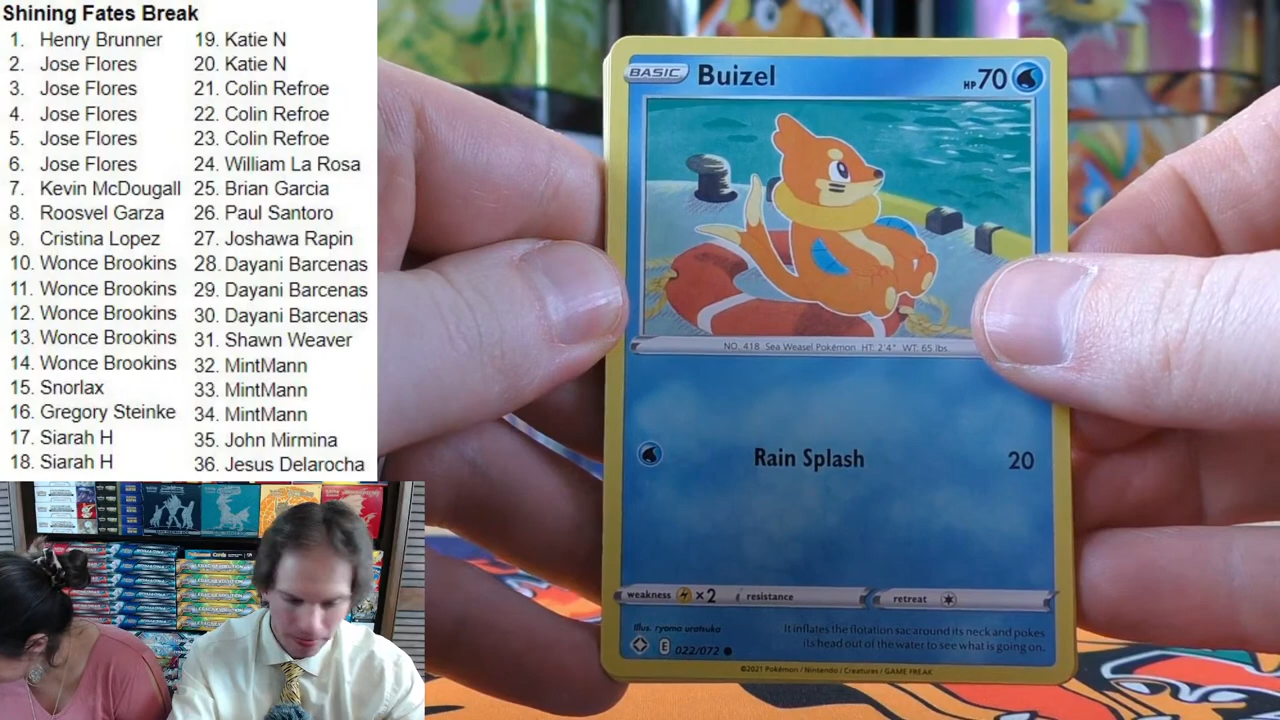 Shining Fates Break
1. Henry Brunner
2. Jose Flores
3. Jose Flores
4. Jose Flores
5. Jose Flores
6. Jose Flores
7. Kevin McDougall
8. Roosvel Garza
9. Cristina Lopez
10. Wonce Brookins
11. Wonce Brookins
12. Wonce Brookins
13. Wonce Brookins
14. Wonce Brookins
15. Snorlax
16. Gregory Steinke
17. Siarah H
18. Siarah H
19. Katie N
20. Katie N
21. Colin Refroe
22. Colin Refroe
23. Colin Refroe
24. William La Rosa
25. Brian Garcia
26. Paul Santoro
27. Joshawa Rapin
28. Dayani Barcenas
29. Dayani Barcenas
30. Dayani Barcenas
31. Shawn Weaver
32. MintMann
33. MintMann
34. MintMann
35. John Mirmina
36. Jesus Delarocha
BASIC Buizel HP 70
NO. 418 Sea Weasel Pokémon HT: 2'4" WT: 65 lbs.
Rain Splash 20
weakness ×2 resistance retreat
Illus. ryoma uratsuka
It inflates the flotation sac around its neck and pokes
its head out of the water to see what is going on.
E 022/072
©2021 Pokémon / Nintendo / Creatures / GAME FREAK